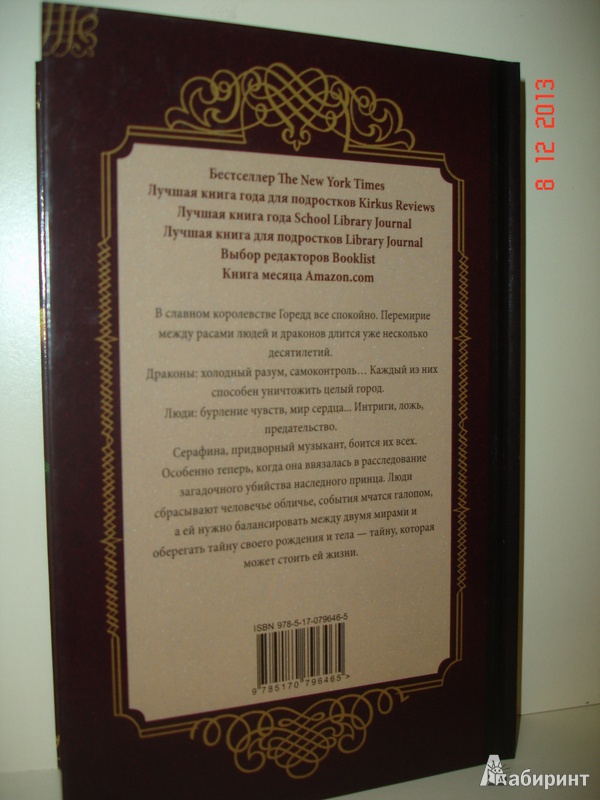 Бестселлер The New York Times
Лучшая книга года для подростков Kirkus Reviews
Лучшая книга года School Library Journal
Лучшая книга для подростков Library Journal
Выбор редакторов Booklist
Книга месяца Amazon.com
В славном королевстве Горедд все спокойно. Перемирие
между расами людей и драконов длится уже несколько
десятилетий.
Драконы: холодный разум, самоконтроль… Каждый из них
способен уничтожить целый город.
Люди: бурление чувств, мир сердца... Интриги, ложь,
предательство.
Серафина, придворный музыкант, боится их всех.
Особенно теперь, когда она ввязалась в расследование
загадочного убийства наследного принца. Люди
сбрасывают человечье обличье, события мчатся галопом,
а ей нужно балансировать между двумя мирами и
оберегать тайну своего рождения и тела — тайну, которая
может стоить ей жизни.
ISBN 978-5-17-079646-5
9 785170 796465>
8 12 2013
Лабиринт